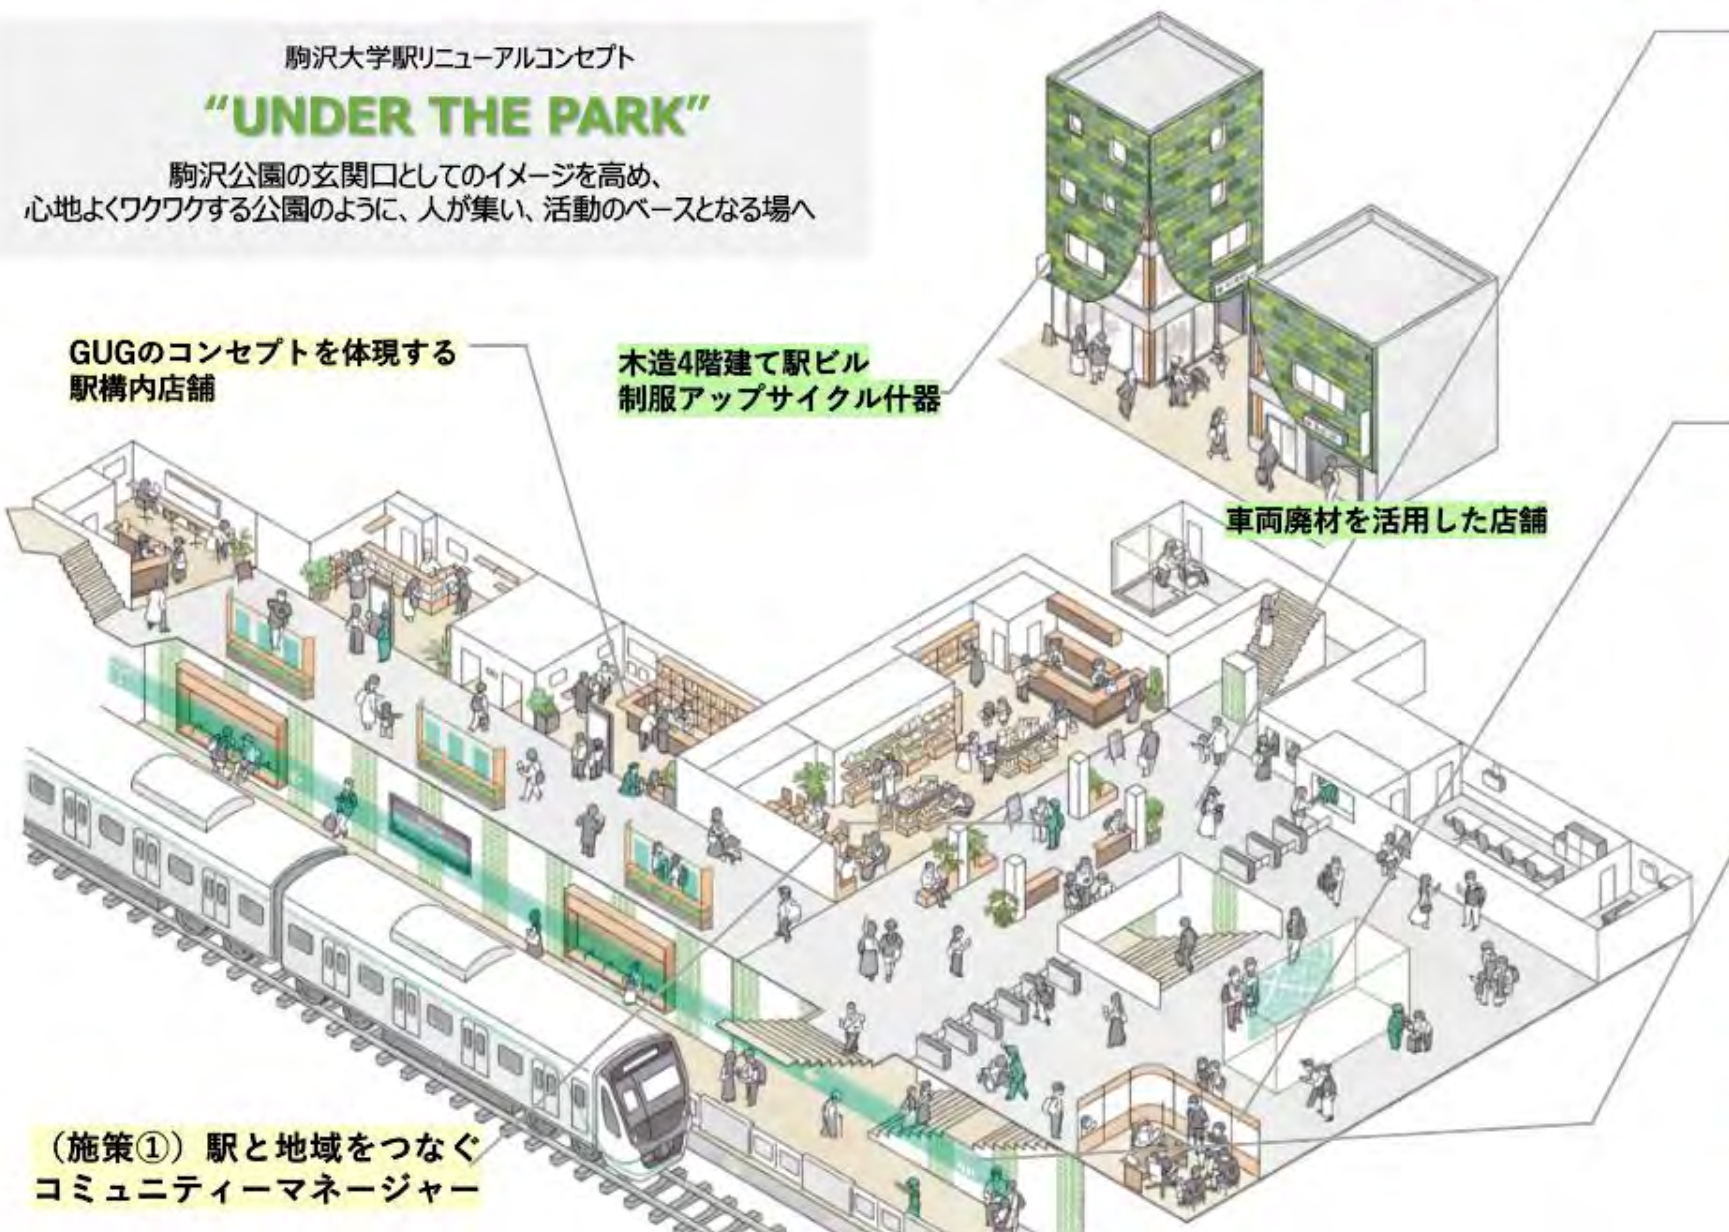 駒沢大学駅リニューアルコンセプト
“UNDER THE PARK”
駒沢公園の玄関口としてのイメージを高め、
心地よくワクワクする公園のように、人が集い、活動のベースとなる場へ
GUGのコンセプトを体現する
駅構内店舗
木造4階建て駅ビル
制服アップサイクル什器
車両廃材を活用した店舗
（施策①）駅と地域をつなぐ
コミュニティーマネージャー